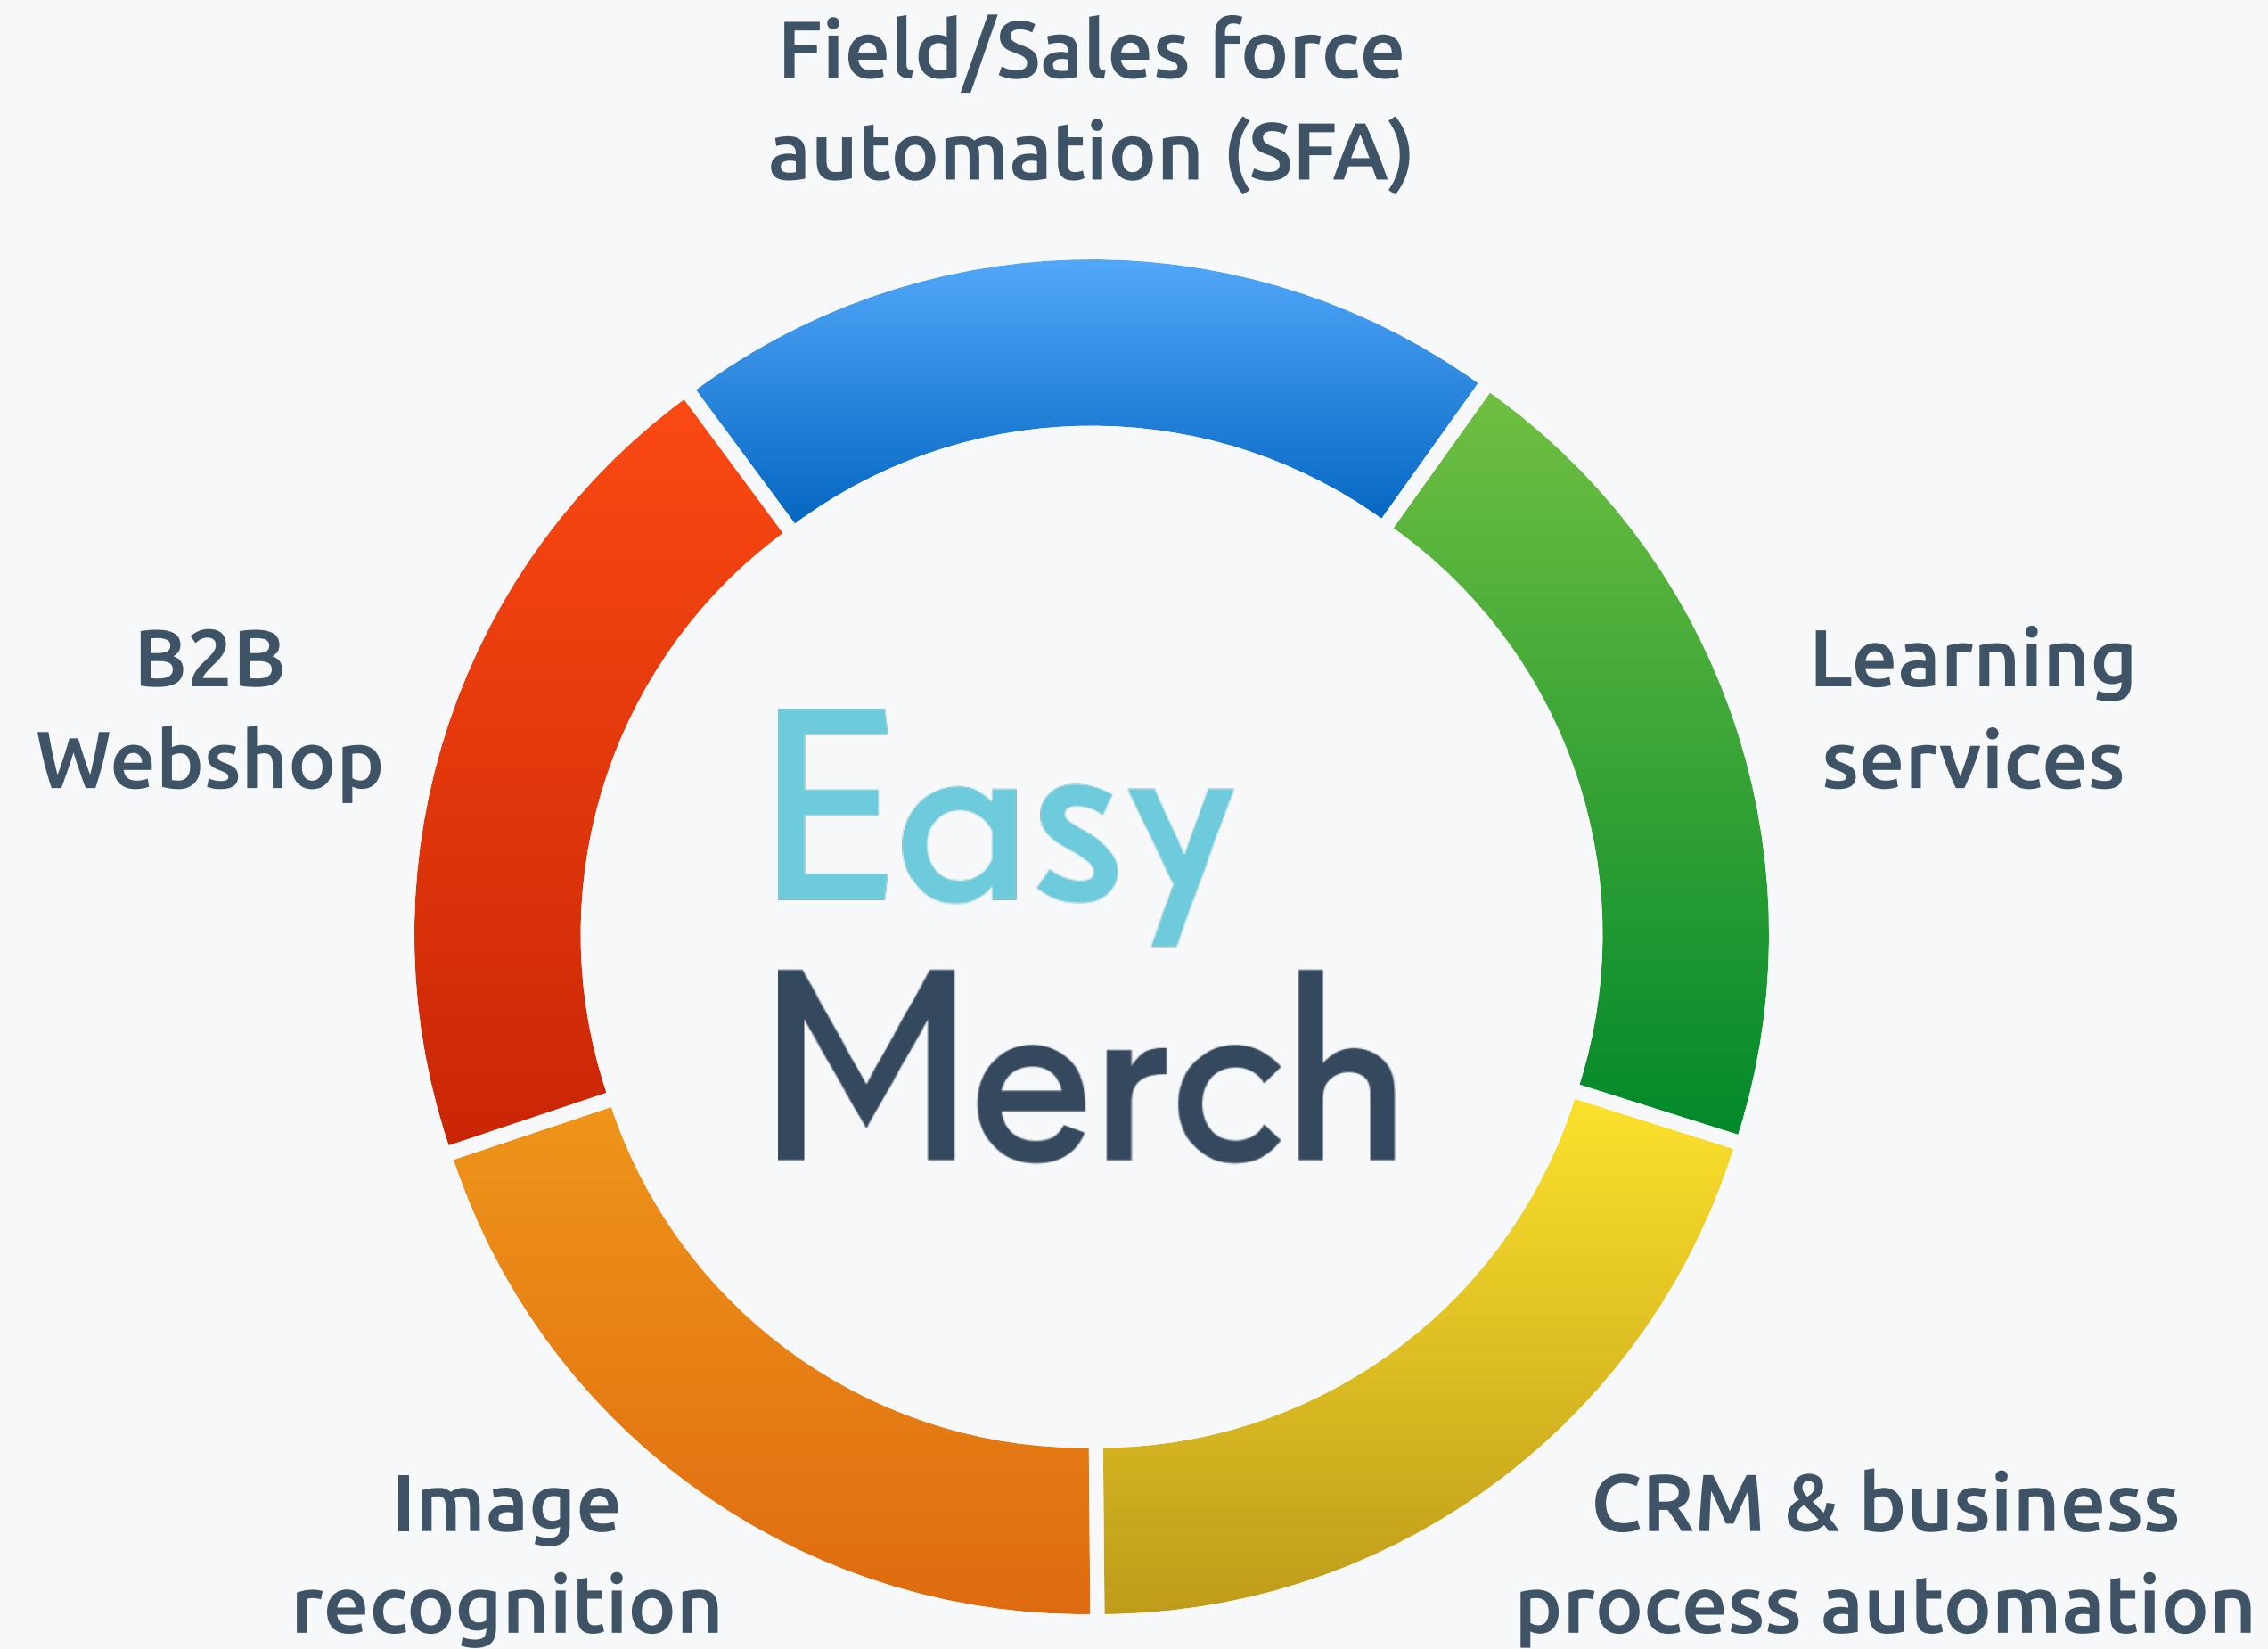 Field/Sales force
automation (SFA)
B2B
Webshop
Learning
services
Easy
Merch
Image
recognition
CRM & business
process automation